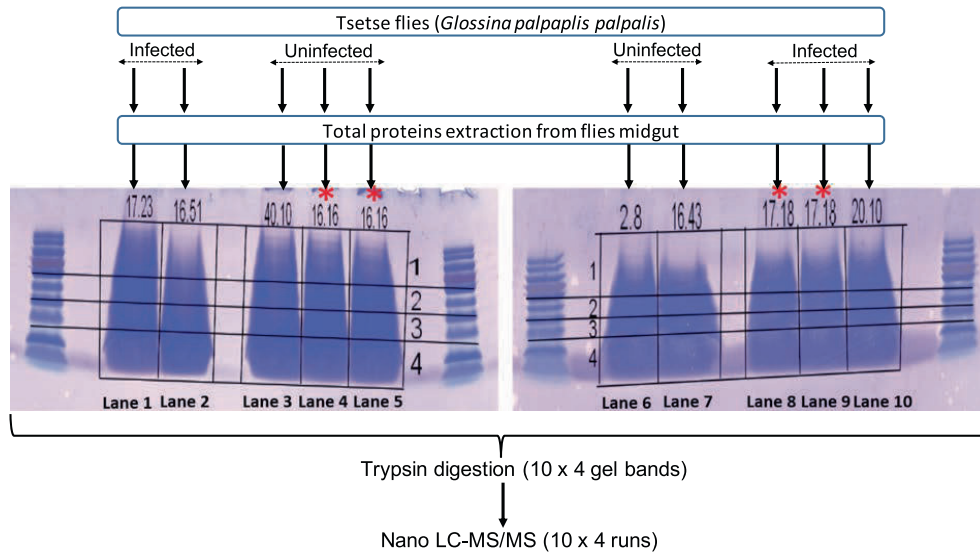 Tsetse flies (Glossina palpaplis palpalis)
Infected Uninfected Uninfected Infected
Total proteins extraction from flies midgut
* * * *
17.23 16.51 40.10 16.16 16.16 2.8 16.43 17.18 17.18 20.10
1 1
2 2
3 3
4 4
Lane 1 Lane 2 Lane 3 Lane 4 Lane 5 Lane 6 Lane 7 Lane 8 Lane 9 Lane 10
Trypsin digestion (10 x 4 gel bands)
Nano LC-MS/MS (10 x 4 runs)